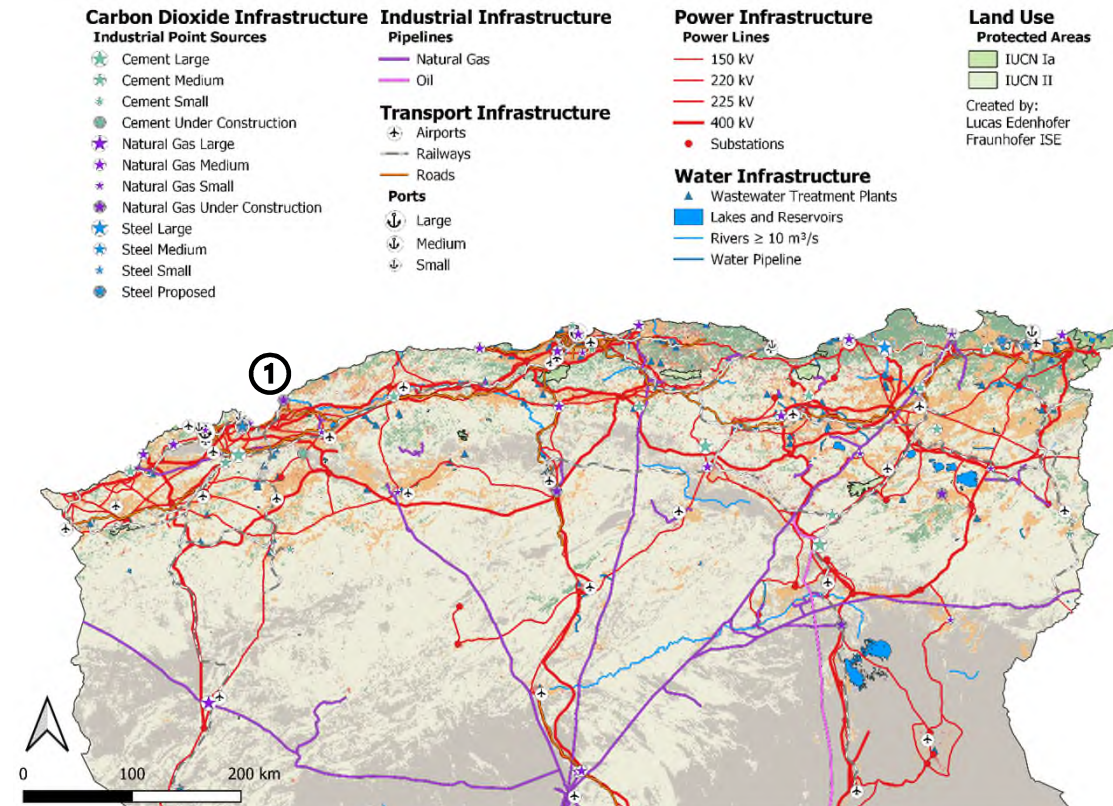 Carbon Dioxide Infrastructure
Industrial Point Sources
Cement Large
Cement Medium
Cement Small
Cement Under Construction
Natural Gas Large
Natural Gas Medium
Natural Gas Small
Natural Gas Under Construction
Steel Large
Steel Medium
Steel Small
Steel Proposed
Industrial Infrastructure
Pipelines
Natural Gas
Oil
Transport Infrastructure
Airports
Railways
Roads
Ports
Large
Medium
Small
Power Infrastructure
Power Lines
150 kV
220 kV
225 kV
400 kV
Substations
Water Infrastructure
Wastewater Treatment Plants
Lakes and Reservoirs
Rivers ≥ 10 m³/s
Water Pipeline
Land Use
Protected Areas
IUCN Ia
IUCN II
Created by:
Lucas Edenhofer
Fraunhofer ISE
1
0 100 200 km